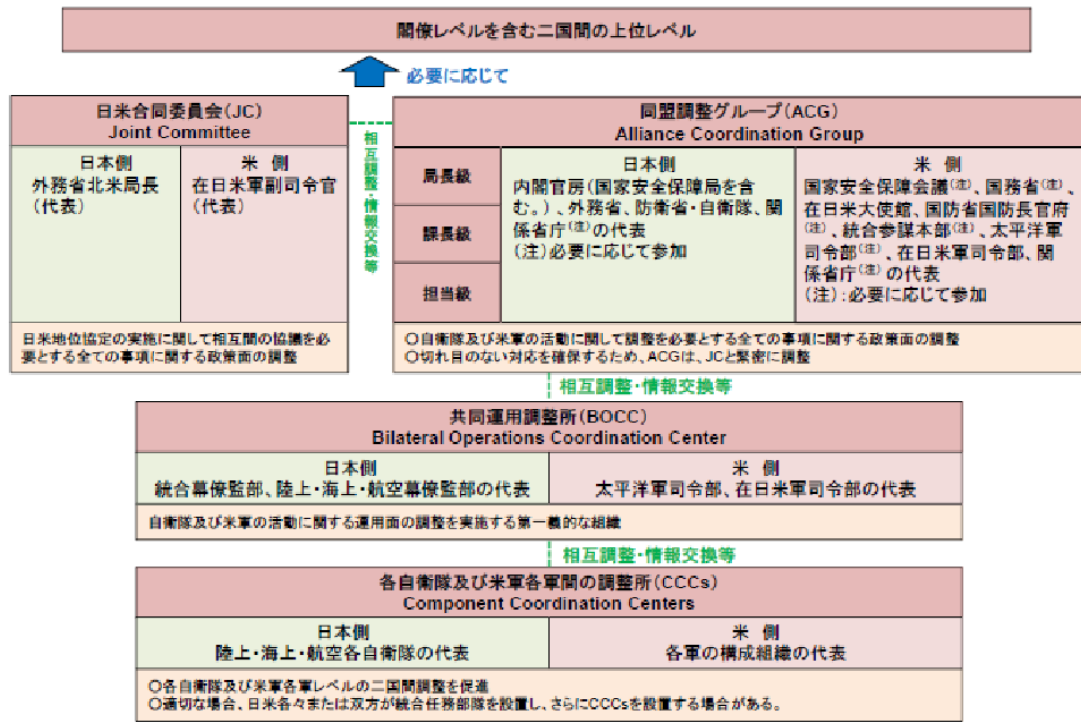 閣僚レベルを含む二国間の上位レベル
必要に応じて
日米合同委員会(JC)
Joint Committee
日本側
外務省北米局長
(代表)
米 側
在日米軍副司令官
(代表)
日米地位協定の実施に関して相互間の協議を必
要とする全ての事項に関する政策面の調整
相互調整・情報交換等
同盟調整グループ(ACG)
Alliance Coordination Group
局長級
課長級
担当級
日本側
内閣官房(国家安全保障局を含
む。)、外務省、防衛省・自衛隊、関
係省庁(注)の代表
(注)必要に応じて参加
米 側
国家安全保障会議(注)、国務省(注)、
在日米大使館、国防省国防長官府
(注)、統合参謀本部(注)、太平洋軍
司令部(注)、在日米軍司令部、関
係省庁(注)の代表
(注):必要に応じて参加
○自衛隊及び米軍の活動に関して調整を必要とする全ての事項に関する政策面の調整
○切れ目のない対応を確保するため、ACGは、JCと緊密に調整
相互調整・情報交換等
共同運用調整所(BOCC)
Bilateral Operations Coordination Center
日本側
統合幕僚監部、陸上・海上・航空幕僚監部の代表
米 側
太平洋軍司令部、在日米軍司令部の代表
自衛隊及び米軍の活動に関する運用面の調整を実施する第一義的な組織
相互調整・情報交換等
各自衛隊及び米軍各軍間の調整所(CCCs)
Component Coordination Centers
日本側
陸上・海上・航空各自衛隊の代表
米 側
各軍の構成組織の代表
○各自衛隊及び米軍各軍レベルの二国間調整を促進
○適切な場合、日米各々または双方が統合任務部隊を設置し、さらにCCCsを設置する場合がある。